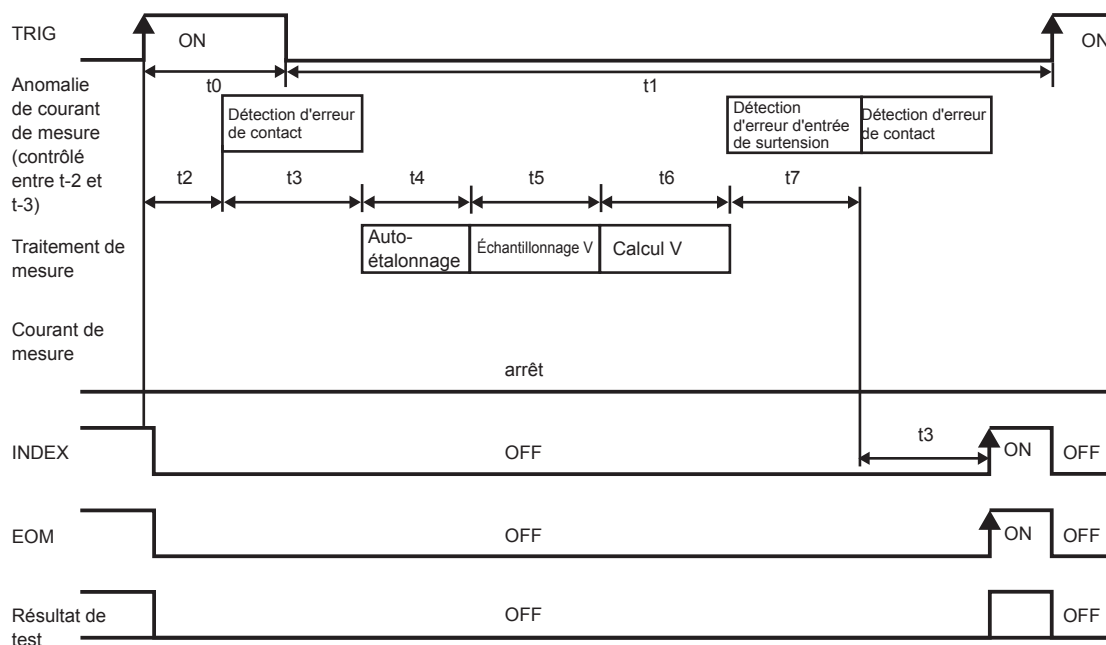 TRIG
ON
ON
t0
t1
Anomalie
de courant
de mesure
(contrôlé
entre t-2 et
t-3)
Détection d'erreur
de contact
Détection
d'erreur d'entrée
de surtension
Détection d'erreur
de contact
t2
t3
t4
t5
t6
t7
Traitement de
mesure
Auto-
étalonnage
Échantillonnage V
Calcul V
Courant de
mesure
arrêt
INDEX
OFF
t3
ON
OFF
EOM
OFF
ON
OFF
Résultat de
test
OFF
OFF